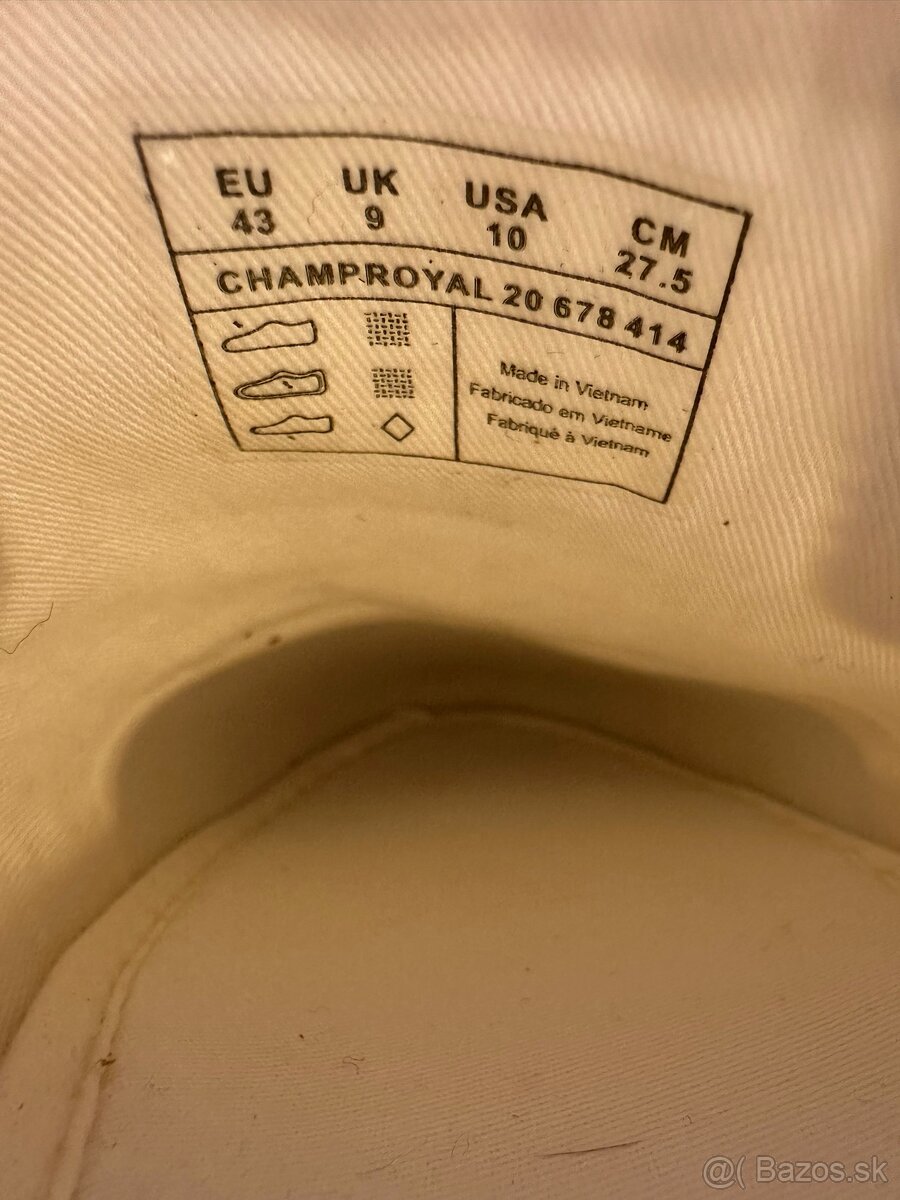 EU UK USA CM
43 9 10 27.5
CHAMPROYAL 20 678 414
Made in Vietnam
Fabricado em Vietname
Fabriqué à Vietnam
@( Bazos.sk